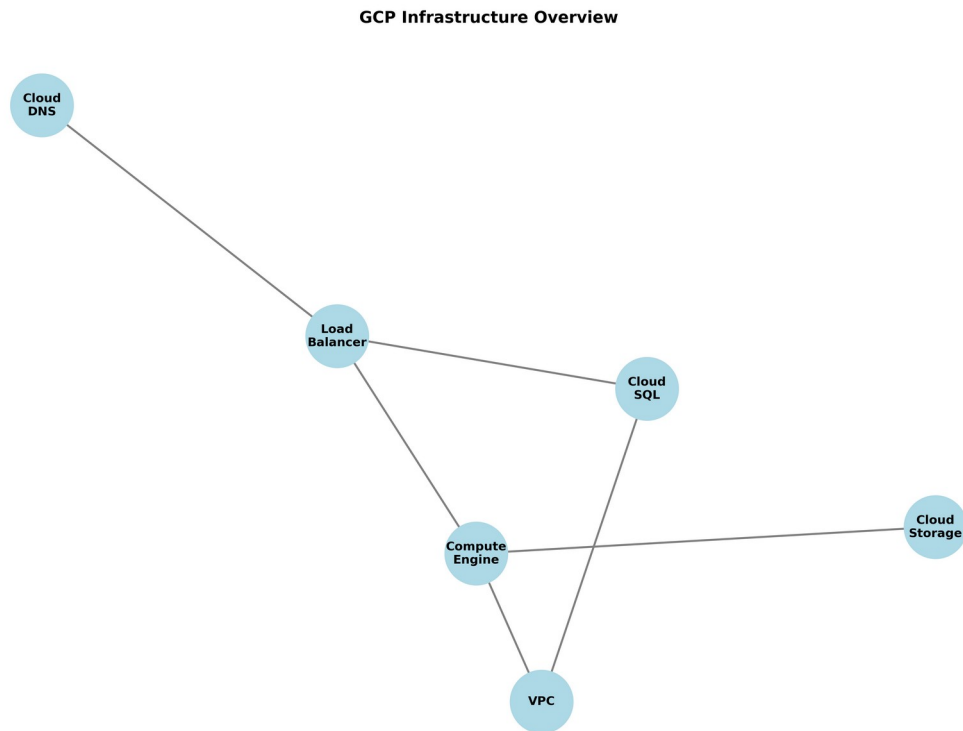 GCP Infrastructure Overview
Cloud
DNS
Load
Balancer
Cloud
SQL
Cloud
Storage
Compute
Engine
VPC